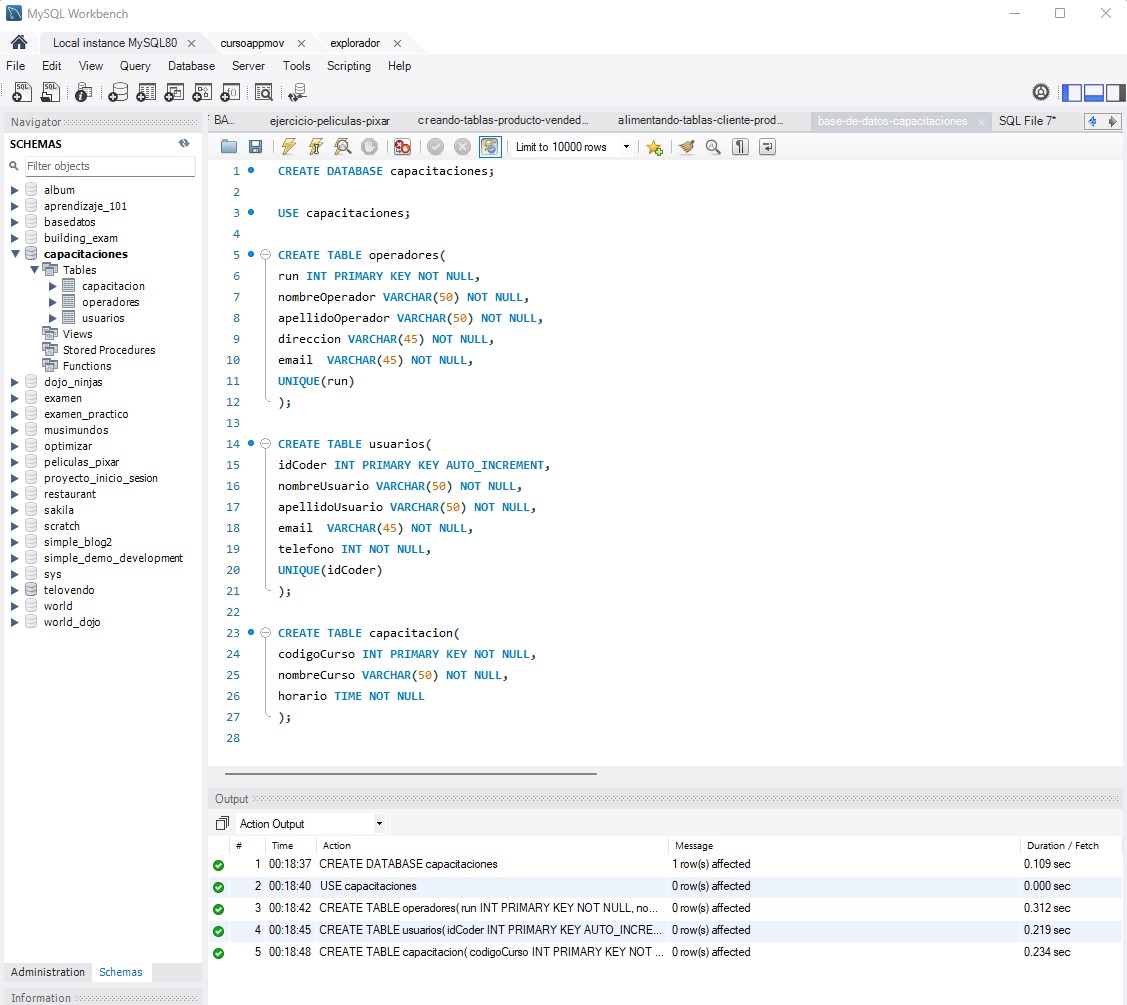 MySQL Workbench
Local instance MySQL80 cursoappmov explorador
File Edit View Query Database Server Tools Scripting Help
Navigator
SCHEMAS
Filter objects
album
aprendizaje_101
basedatos
building_exam
capacitaciones
Tables
capacitacion
operadores
usuarios
Views
Stored Procedures
Functions
dojo_ninjas
examen
examen_practico
musimundos
optimizar
peliculas_pixar
proyecto_inicio_sesion
restaurant
sakila
scratch
simple_blog2
simple_demo_development
sys
telovendo
world
world_dojo
Administration Schemas
Information
BA... ejercicio-peliculas-pixar creando-tablas-producto-vended... alimentando-tablas-cliente-prod... base-de-datos-capacitaciones SQL File 7*
Limit to 10000 rows
1 CREATE DATABASE capacitaciones;
2
3 USE capacitaciones;
4
5 CREATE TABLE operadores(
6 run INT PRIMARY KEY NOT NULL,
7 nombreOperador VARCHAR(50) NOT NULL,
8 apellidoOperador VARCHAR(50) NOT NULL,
9 direccion VARCHAR(45) NOT NULL,
10 email  VARCHAR(45) NOT NULL,
11 UNIQUE(run)
12 );
13
14 CREATE TABLE usuarios(
15 idCoder INT PRIMARY KEY AUTO_INCREMENT,
16 nombreUsuario VARCHAR(50) NOT NULL,
17 apellidoUsuario VARCHAR(50) NOT NULL,
18 email  VARCHAR(45) NOT NULL,
19 telefono INT NOT NULL,
20 UNIQUE(idCoder)
21 );
22
23 CREATE TABLE capacitacion(
24 codigoCurso INT PRIMARY KEY NOT NULL,
25 nombreCurso VARCHAR(50) NOT NULL,
26 horario TIME NOT NULL
27 );
28
Output
Action Output
# Time Action Message Duration / Fetch
1 00:18:37 CREATE DATABASE capacitaciones 1 row(s) affected 0.109 sec
2 00:18:40 USE capacitaciones 0 row(s) affected 0.000 sec
3 00:18:42 CREATE TABLE operadores( run INT PRIMARY KEY NOT NULL, no... 0 row(s) affected 0.312 sec
4 00:18:45 CREATE TABLE usuarios( idCoder INT PRIMARY KEY AUTO_INCRE... 0 row(s) affected 0.219 sec
5 00:18:48 CREATE TABLE capacitacion( codigoCurso INT PRIMARY KEY NOT ... 0 row(s) affected 0.234 sec